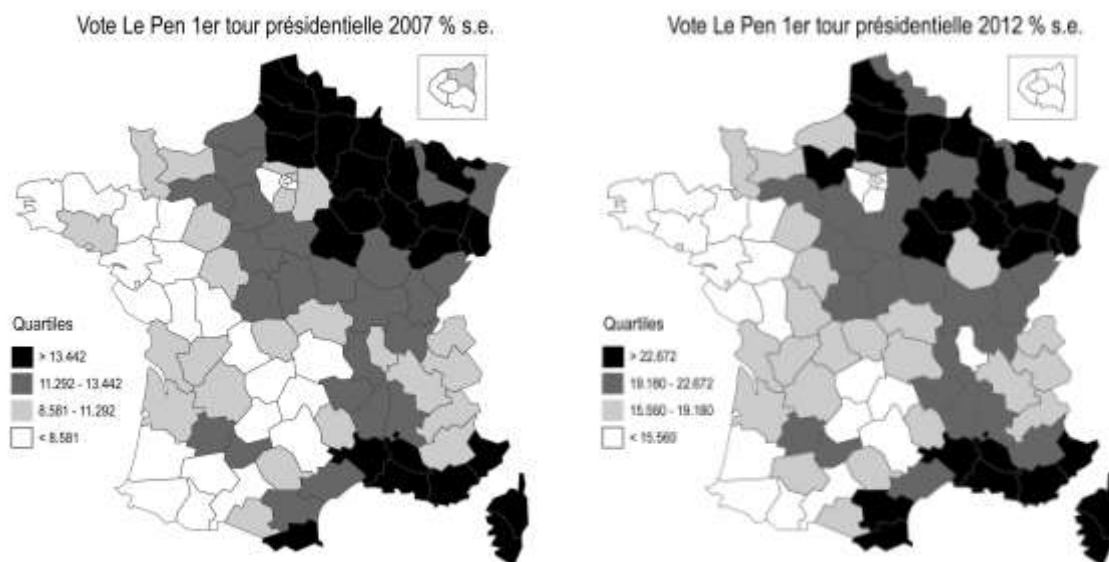 Vote Le Pen 1er tour présidentielle 2007 % s.e.
Quartiles
> 13.442
11.292 - 13.442
8.581 - 11.292
< 8.581
Vote Le Pen 1er tour présidentielle 2012 % s.e.
Quartiles
> 22.672
19.180 - 22.672
15.560 - 19.180
< 15.560